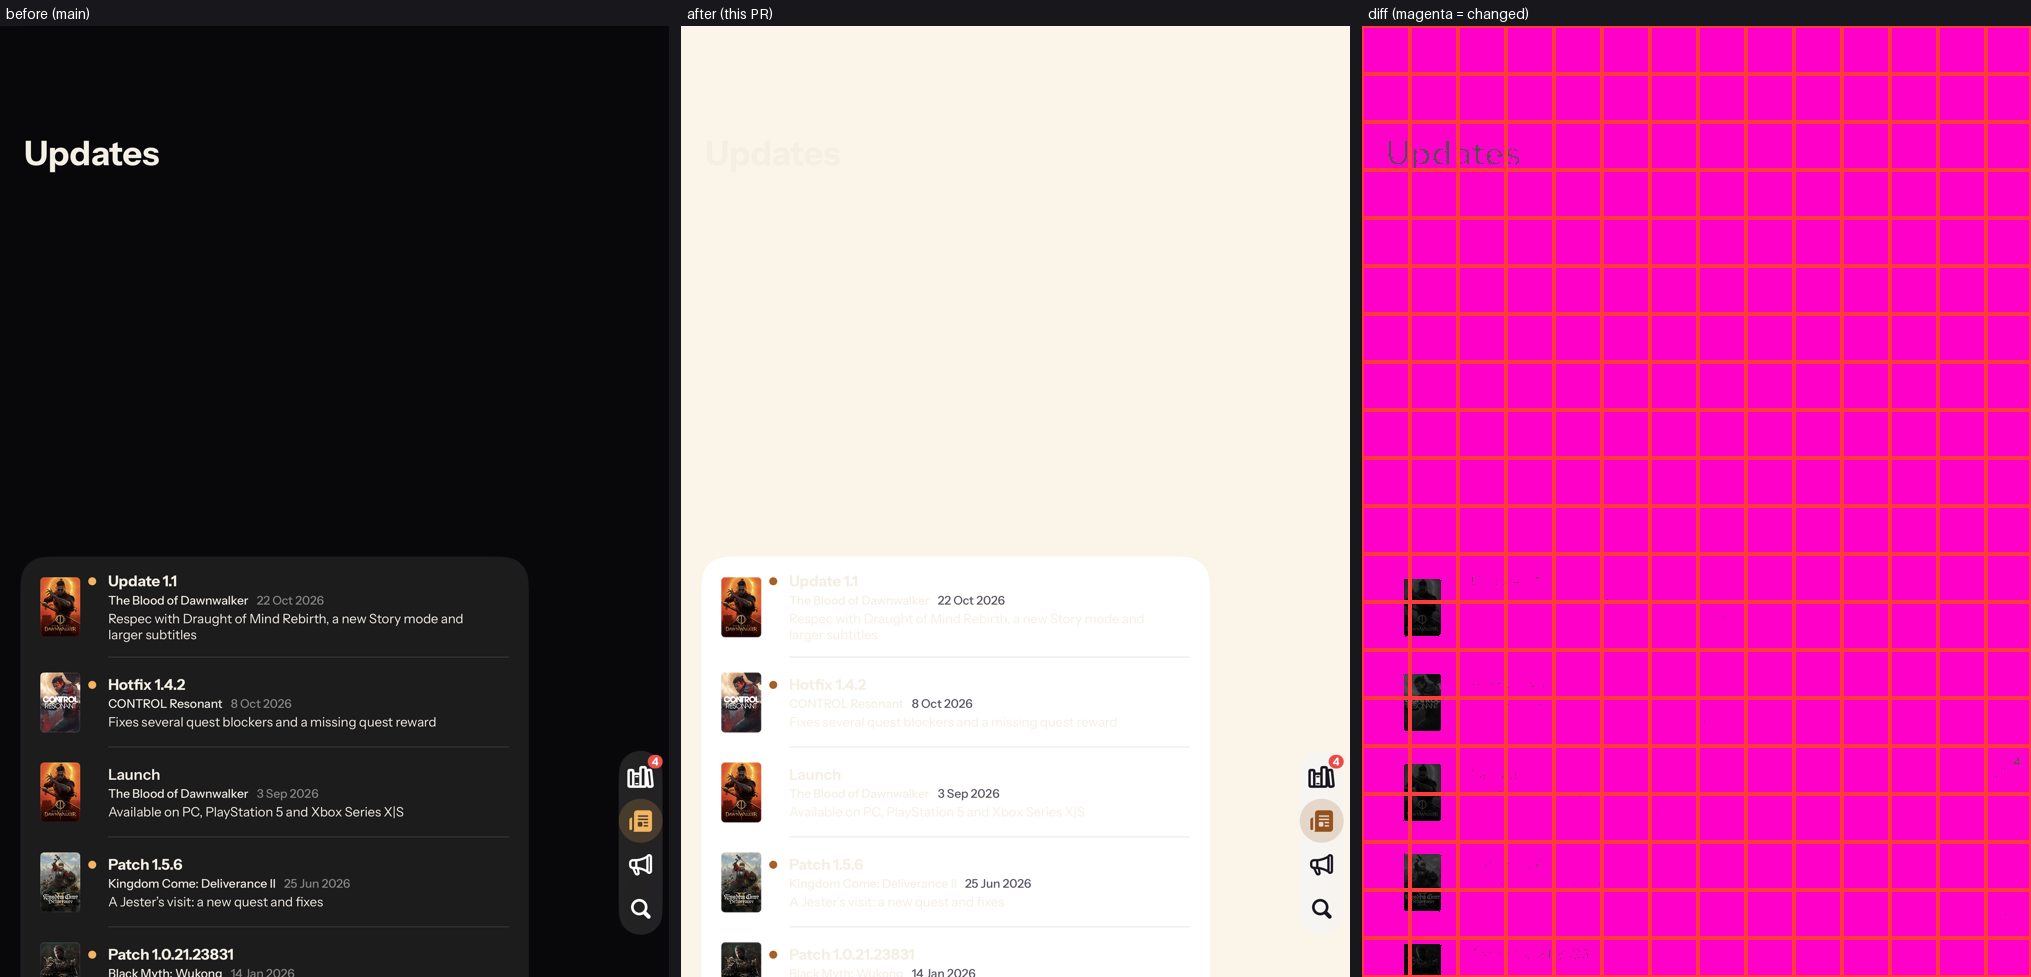 before (main)
after (this PR)
diff (magenta = changed)
Updates
Update 1.1
The Blood of Dawnwalker 22 Oct 2026
Respec with Draught of Mind Rebirth, a new Story mode and
larger subtitles
Hotfix 1.4.2
CONTROL Resonant 8 Oct 2026
Fixes several quest blockers and a missing quest reward
Launch
The Blood of Dawnwalker 3 Sep 2026
Available on PC, PlayStation 5 and Xbox Series X|S
Patch 1.5.6
Kingdom Come: Deliverance II 25 Jun 2026
A Jester's visit: a new quest and fixes
Patch 1.0.21.23831
Black Myth: Wukong 14 Jan 2026
4
Updates
Update 1.1
The Blood of Dawnwalker 22 Oct 2026
Respec with Draught of Mind Rebirth, a new Story mode and
larger subtitles
Hotfix 1.4.2
CONTROL Resonant 8 Oct 2026
Fixes several quest blockers and a missing quest reward
Launch
The Blood of Dawnwalker 3 Sep 2026
Available on PC, PlayStation 5 and Xbox Series X|S
Patch 1.5.6
Kingdom Come: Deliverance II 25 Jun 2026
A Jester's visit: a new quest and fixes
Patch 1.0.21.23831
Black Myth: Wukong 14 Jan 2026
4
Updates
4